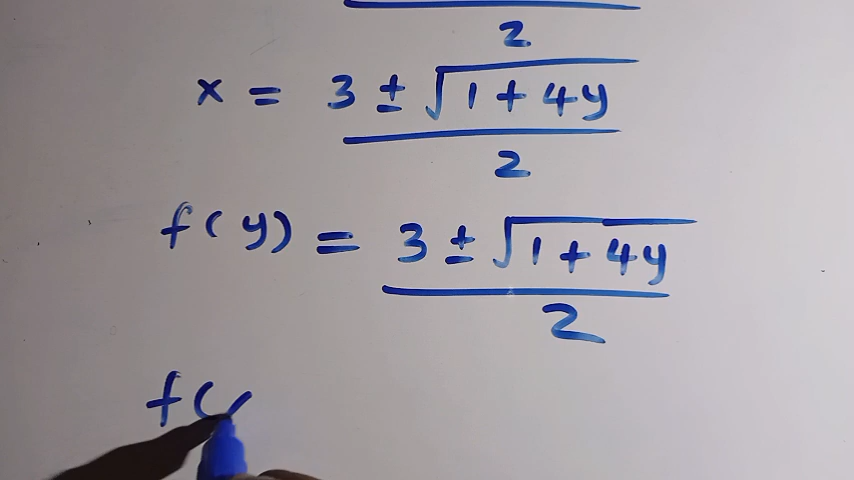 2
x = 3 ± √1 + 4y
2
f(y) = 3 ± √1 + 4y
2
f(